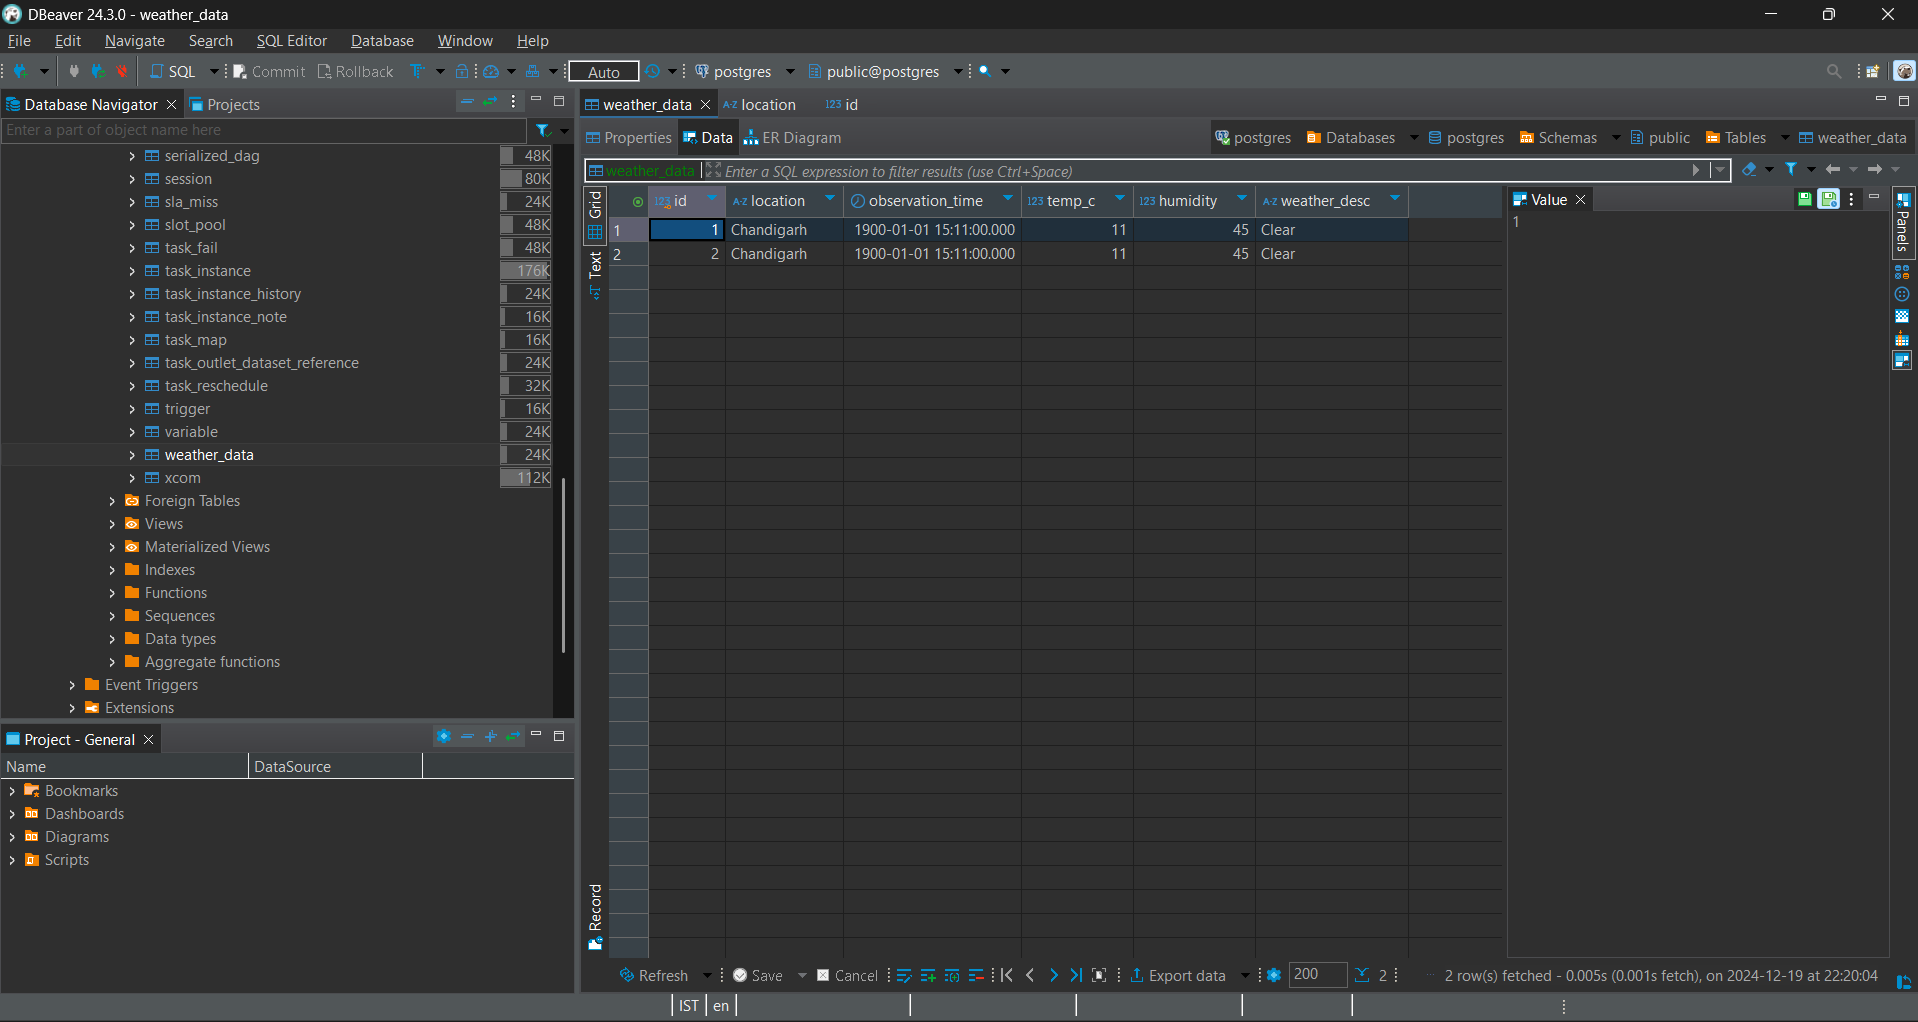 DBeaver 24.3.0 - weather_data
File Edit Navigate Search SQL Editor Database Window Help
SQL Commit Rollback Auto postgres public@postgres
Database Navigator Projects
Enter a part of object name here
serialized_dag 48K
session 80K
sla_miss 24K
slot_pool 48K
task_fail 48K
task_instance 176K
task_instance_history 24K
task_instance_note 16K
task_map 16K
task_outlet_dataset_reference 24K
task_reschedule 32K
trigger 16K
variable 24K
weather_data 24K
xcom 112K
Foreign Tables
Views
Materialized Views
Indexes
Functions
Sequences
Data types
Aggregate functions
Event Triggers
Extensions
Project - General
Name DataSource
Bookmarks
Dashboards
Diagrams
Scripts
weather_data A-Z location 123 id
Properties Data ER Diagram postgres Databases postgres Schemas public Tables weather_data
weather_data Enter a SQL expression to filter results (use Ctrl+Space)
Grid
Text
Record
123 id A-Z location observation_time 123 temp_c 123 humidity A-Z weather_desc
1 1 Chandigarh 1900-01-01 15:11:00.000 11 45 Clear
2 2 Chandigarh 1900-01-01 15:11:00.000 11 45 Clear
Value
1
Panels
Refresh Save Cancel Export data 200 2 2 row(s) fetched - 0.005s (0.001s fetch), on 2024-12-19 at 22:20:04
IST en